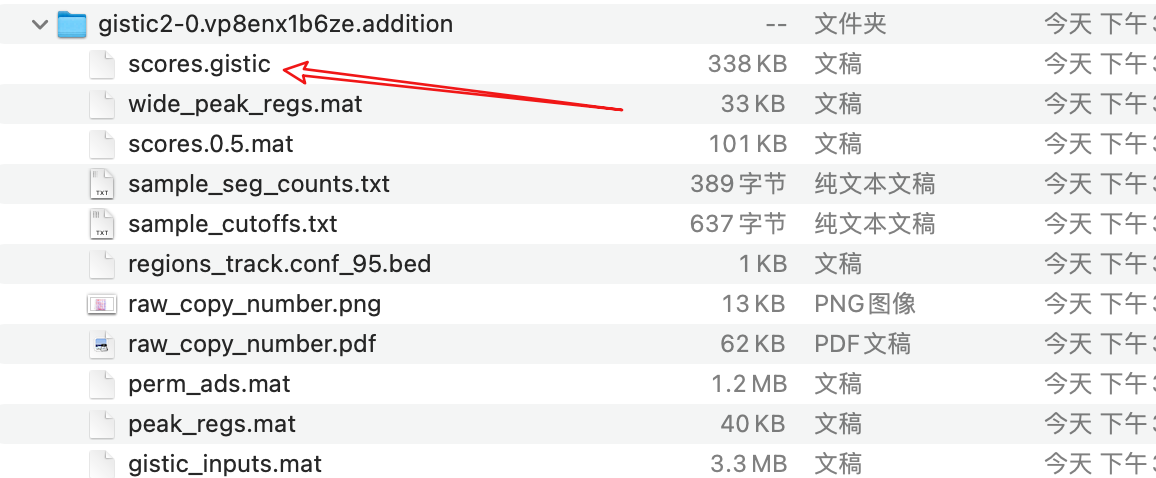 gistic2-0.vp8enx1b6ze.addition -- 文件夹 今天 下午
scores.gistic 338 KB 文稿 今天 下午
wide_peak_regs.mat 33 KB 文稿 今天 下午
scores.0.5.mat 101 KB 文稿 今天 下午
TXT sample_seg_counts.txt 389 字节 纯文本文稿 今天 下午
TXT sample_cutoffs.txt 637 字节 纯文本文稿 今天 下午
regions_track.conf_95.bed 1 KB 文稿 今天 下午
raw_copy_number.png 13 KB PNG图像 今天 下午
raw_copy_number.pdf 62 KB PDF文稿 今天 下午
perm_ads.mat 1.2 MB 文稿 今天 下午
peak_regs.mat 40 KB 文稿 今天 下午
gistic_inputs.mat 3.3 MB 文稿 今天 下午